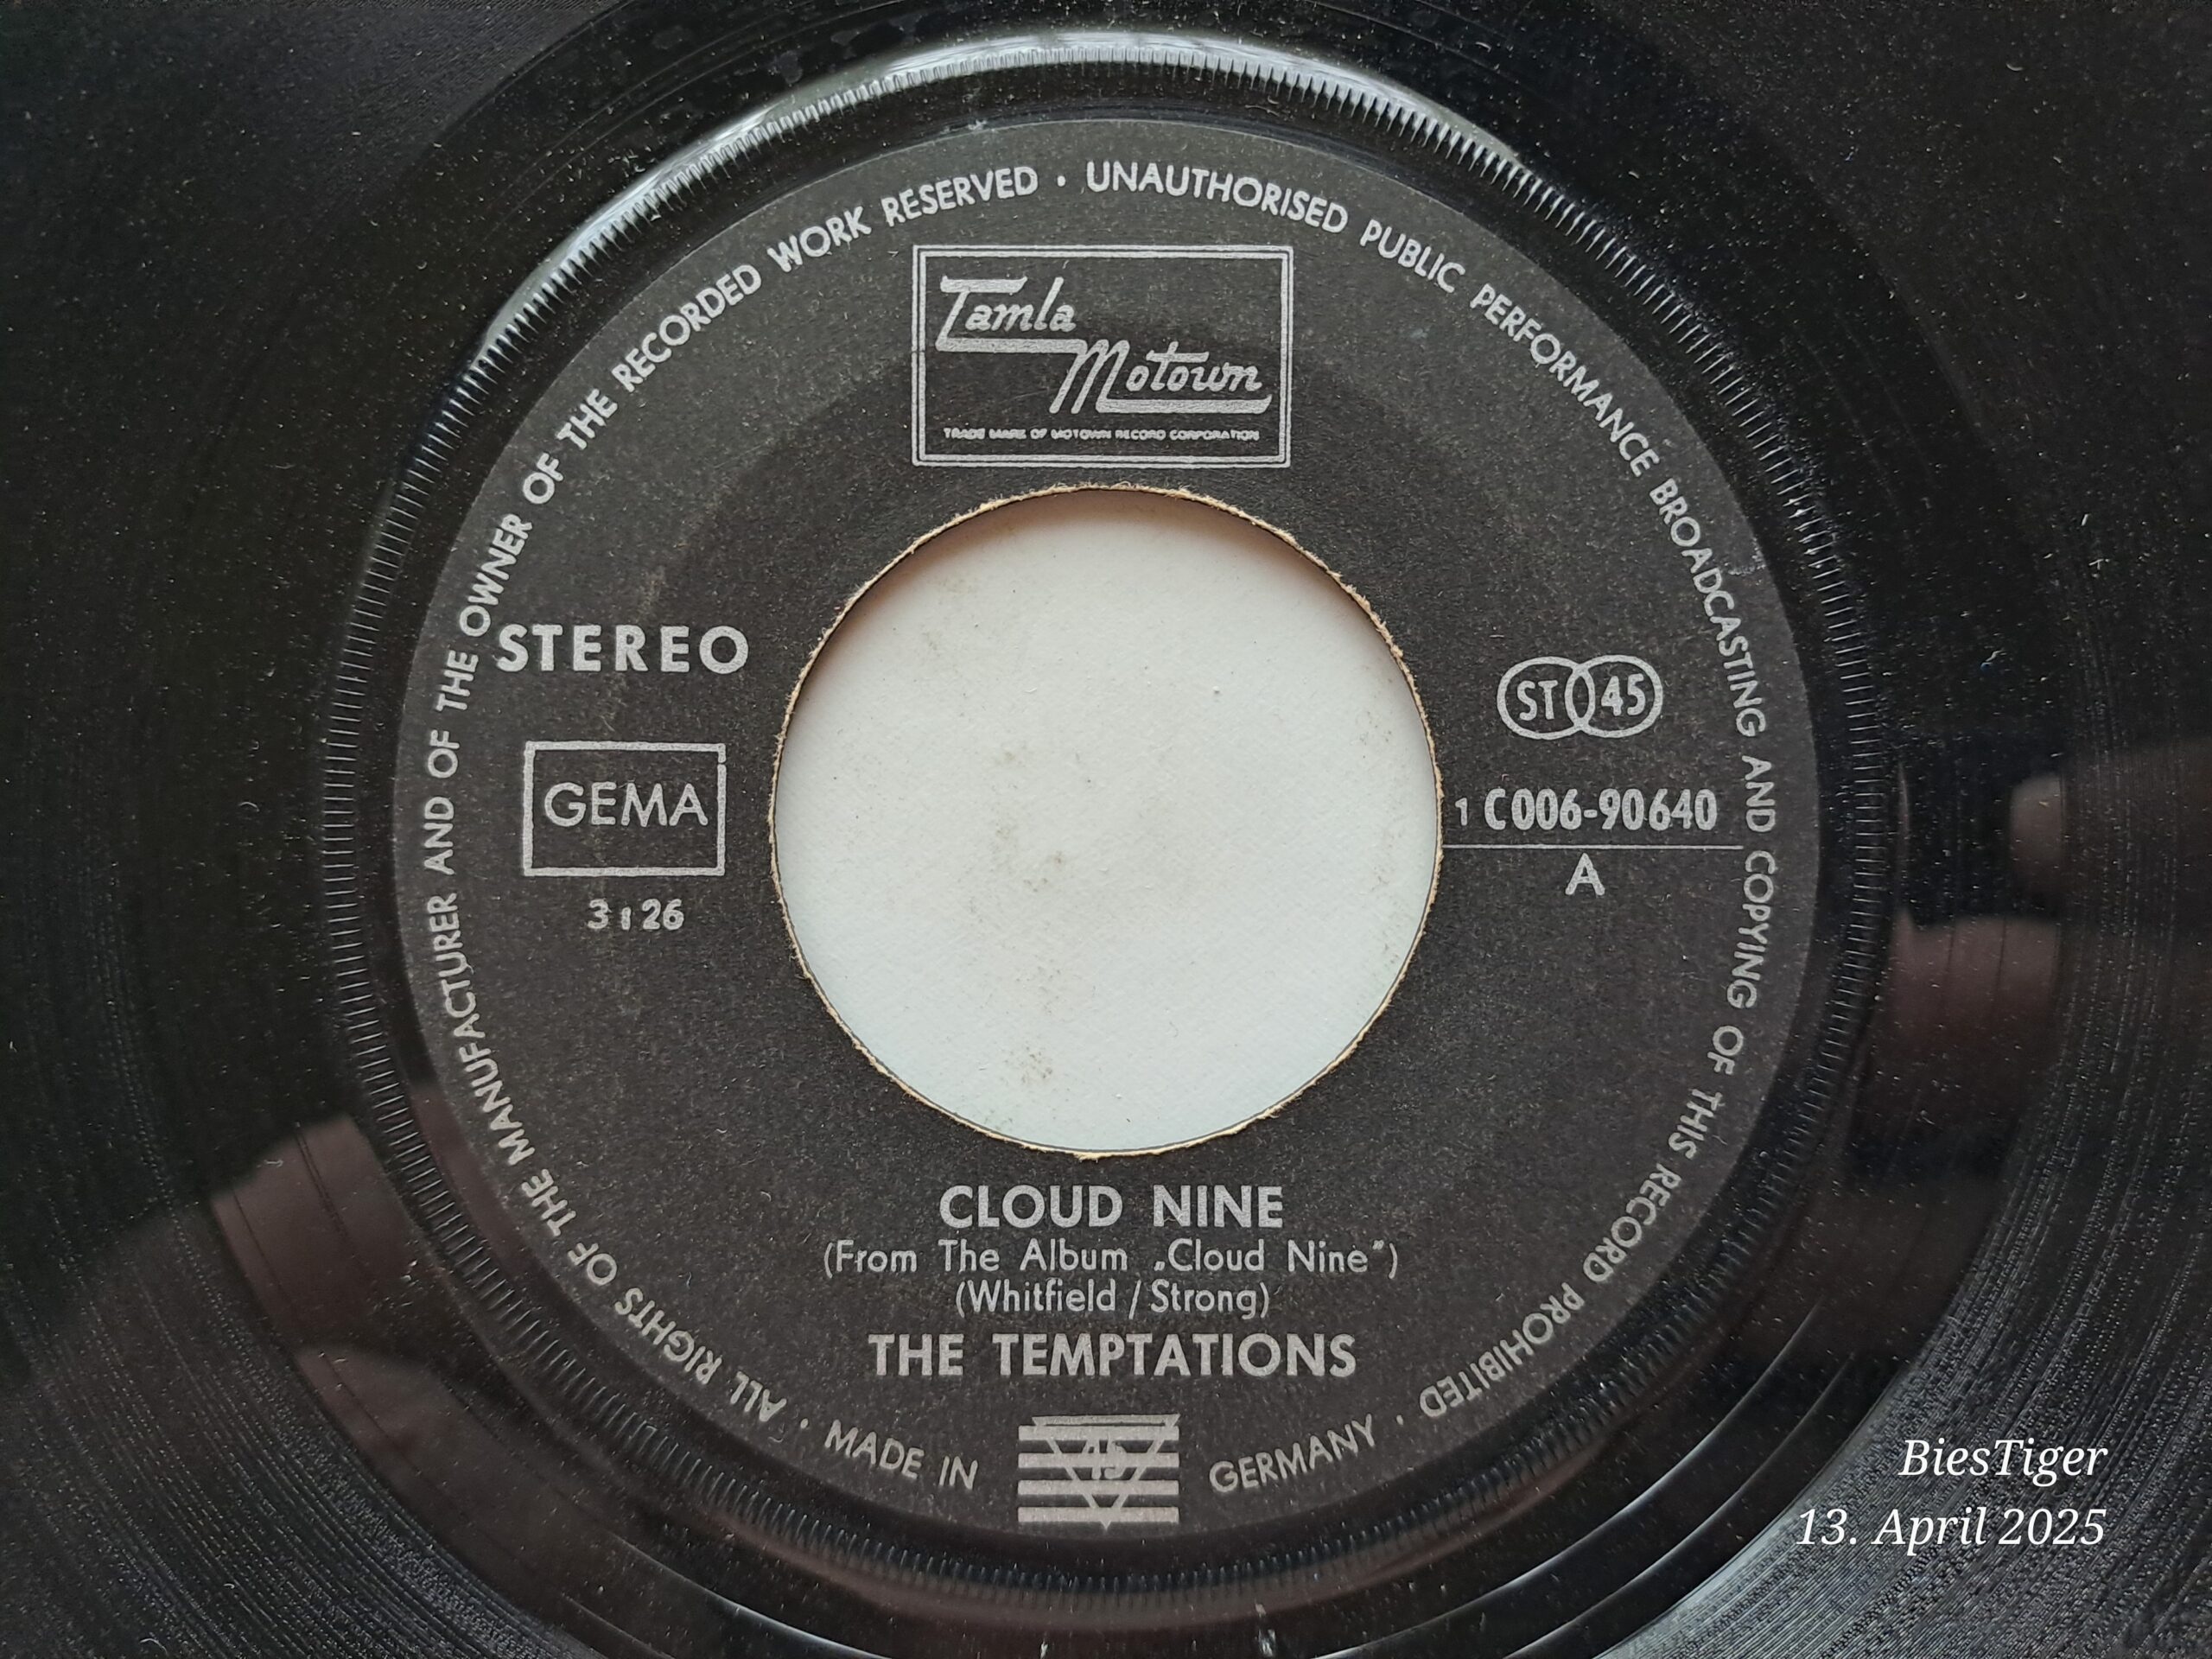 ALL RIGHTS OF THE MANUFACTURER AND OF THE OWNER OF THE RECORDED WORK RESERVED · UNAUTHORISED PUBLIC PERFORMANCE BROADCASTING AND COPYING OF THIS RECORD PROHIBITED ·
Tamla
Motown
TRADE MARK OF MOTOWN RECORD CORPORATION
STEREO
ST 45
GEMA
1 C006-90640
A
3:26
CLOUD NINE
(From The Album „Cloud Nine”)
(Whitfield / Strong)
THE TEMPTATIONS
· MADE IN 45 GERMANY
BiesTiger
13. April 2025